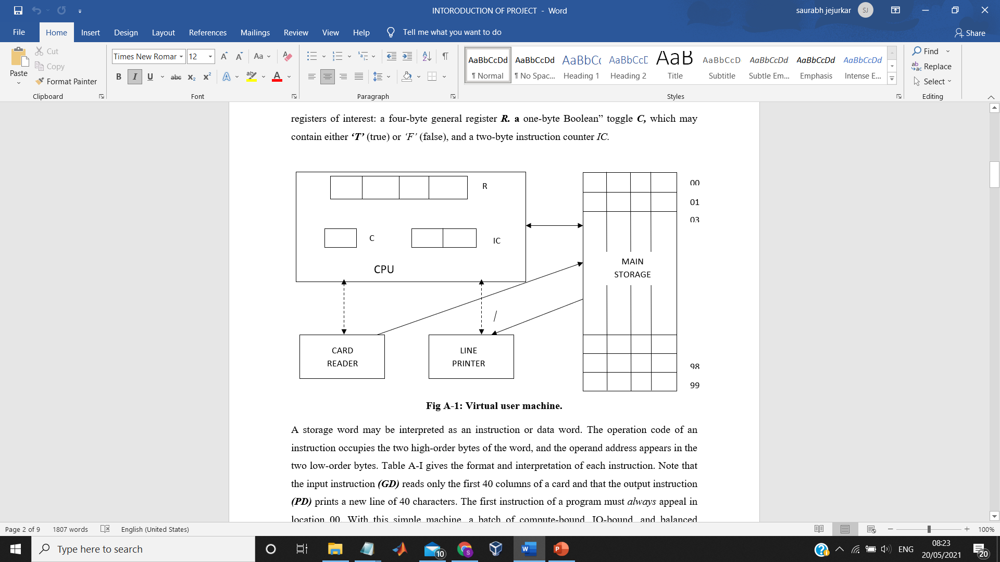 INTORODUCTION OF PROJECT - Word
saurabh jejurkar
SJ
File
Home
Insert
Design
Layout
References
Mailings
Review
View
Help
Tell me what you want to do
Share
Paste
Cut
Copy
Format Painter
Clipboard
Times New Romar
12
Aa
B I U abc x₂ x² A ab A
Font
Paragraph
AaBbCcDd
¶ Normal
AaBbCcDd
¶ No Spac...
AaBbCc
Heading 1
AaBbCcC
Heading 2
AaB
Title
AaBbCcD
Subtitle
AaBbCcDd
Subtle Em...
AaBbCcDd
Emphasis
AaBbCcDd
Intense E...
Styles
Find
Replace
Select
Editing
registers of interest: a four-byte general register R. a one-byte Boolean” toggle C, which may
contain either ‘T’ (true) or ‘F’ (false), and a two-byte instruction counter IC.
R
C
IC
CPU
CARD
READER
LINE
PRINTER
/
MAIN
STORAGE
00
01
03
98
99
Fig A-1: Virtual user machine.
A storage word may be interpreted as an instruction or data word. The operation code of an
instruction occupies the two high-order bytes of the word, and the operand address appears in the
two low-order bytes. Table A-I gives the format and interpretation of each instruction. Note that
the input instruction (GD) reads only the first 40 columns of a card and that the output instruction
(PD) prints a new line of 40 characters. The first instruction of a program must always appeal in
location 00. With this simple machine, a batch of compute-bound, IO-bound, and balanced
Page 2 of 9
1807 words
English (United States)
100%
Type here to search
10
S
ENG
08:23
20/05/2021
20